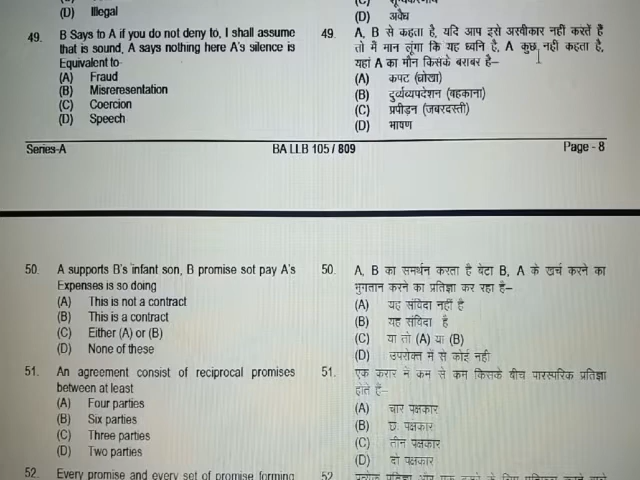 (D) Illegal
49. B Says to A if you do not deny to, I shall assume
that is sound, A says nothing here A's silence is
Equivalent to-
(A) Fraud
(B) Misreresentation
(C) Coercion
(D) Speech
(D) अवैध
49. A, B से कहता है, यदि आप इसे अस्वीकार नहीं करतें हैं
तो मैं मान लूंगा कि यह ध्वनि है, A कुछ नही कहता है,
यहां A का मौन किसके बराबर है–
(A) कपट (धोखा)
(B) दुर्व्यपदेशन (बहकाना)
(C) प्रपीड़न (जबरदस्ती)
(D) भाषण
Series-A BA LLB 105 / 809 Page - 8
50. A supports B's infant son, B promise sot pay A's
Expenses is so doing
(A) This is not a contract
(B) This is a contract
(C) Either (A) or (B)
(D) None of these
51. An agreement consist of reciprocal promises
between at least
(A) Four parties
(B) Six parties
(C) Three parties
(D) Two parties
52. Every promise and every set of promise forming
50. A, B का समर्थन करता है बेटा B, A के खर्च करने का
भुगतान करने का प्रतिज्ञा कर रहा है–
(A) यह संविदा नहीं है
(B) यह संविदा है
(C) या तो (A) या (B)
(D) उपरोक्त में से कोई नही
51. एक करार में कम से कम किसके बीच पारस्परिक प्रतिज्ञा
होते हैं–
(A) चार पक्षकार
(B) छः पक्षकार
(C) तीन पक्षकार
(D) दो पक्षकार
52